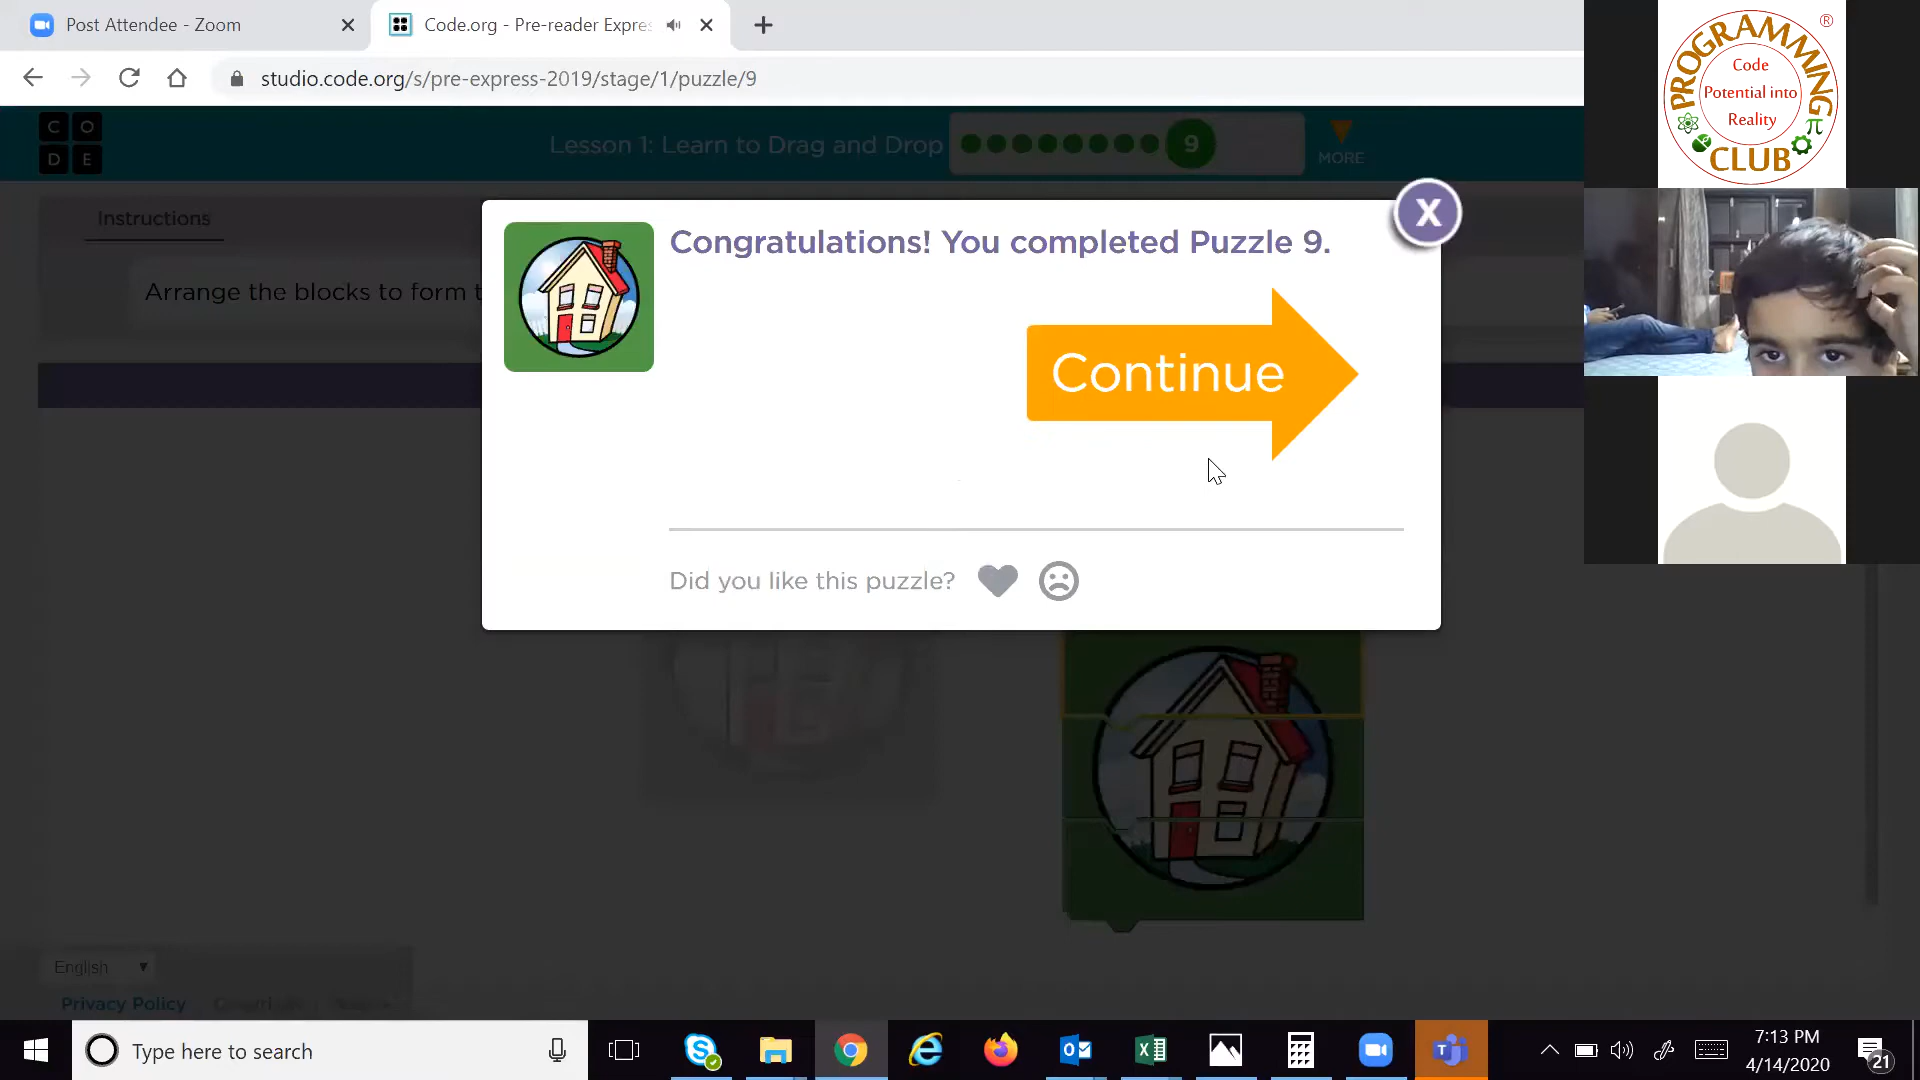 Post Attendee - Zoom
Code.org - Pre-reader Expre
studio.code.org/s/pre-express-2019/stage/1/puzzle/9
C O
D E
Lesson 1: Learn to Drag and Drop
9
MORE
Instructions
Arrange the blocks to form t
Congratulations! You completed Puzzle 9.
X
Continue
Did you like this puzzle?
English
Privacy Policy
PROGRAMMING
®
Code
Potential into
Reality
π
CLUB
Type here to search
7:13 PM
4/14/2020
21